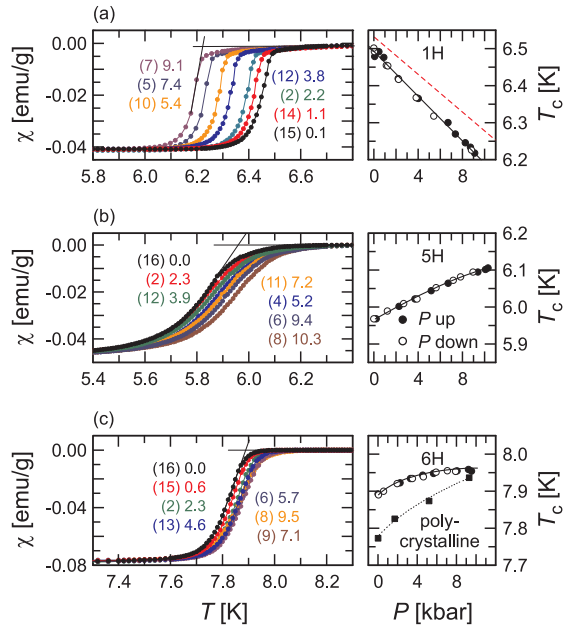 (a)
0.00
-0.02
-0.04
χ [emu/g]
(7) 9.1
(5) 7.4
(10) 5.4
(12) 3.8
(2) 2.2
(14) 1.1
(15) 0.1
5.8 6.0 6.2 6.4 6.6
1H
6.5
6.4
6.3
6.2
T c [K]
0 4 8
(b)
0.00
-0.02
-0.04
χ [emu/g]
(16) 0.0
(2) 2.3
(12) 3.9
(11) 7.2
(4) 5.2
(6) 9.4
(8) 10.3
5.4 5.6 5.8 6.0 6.2
5H
P up
P down
6.2
6.1
6.0
5.9
T c [K]
0 4 8
(c)
0.00
-0.04
-0.08
χ [emu/g]
(16) 0.0
(15) 0.6
(2) 2.3
(13) 4.6
(6) 5.7
(8) 9.5
(9) 7.1
7.4 7.6 7.8 8.0 8.2
T [K]
6H
poly-
crystalline
8.0
7.9
7.8
7.7
T c [K]
0 4 8
P [kbar]